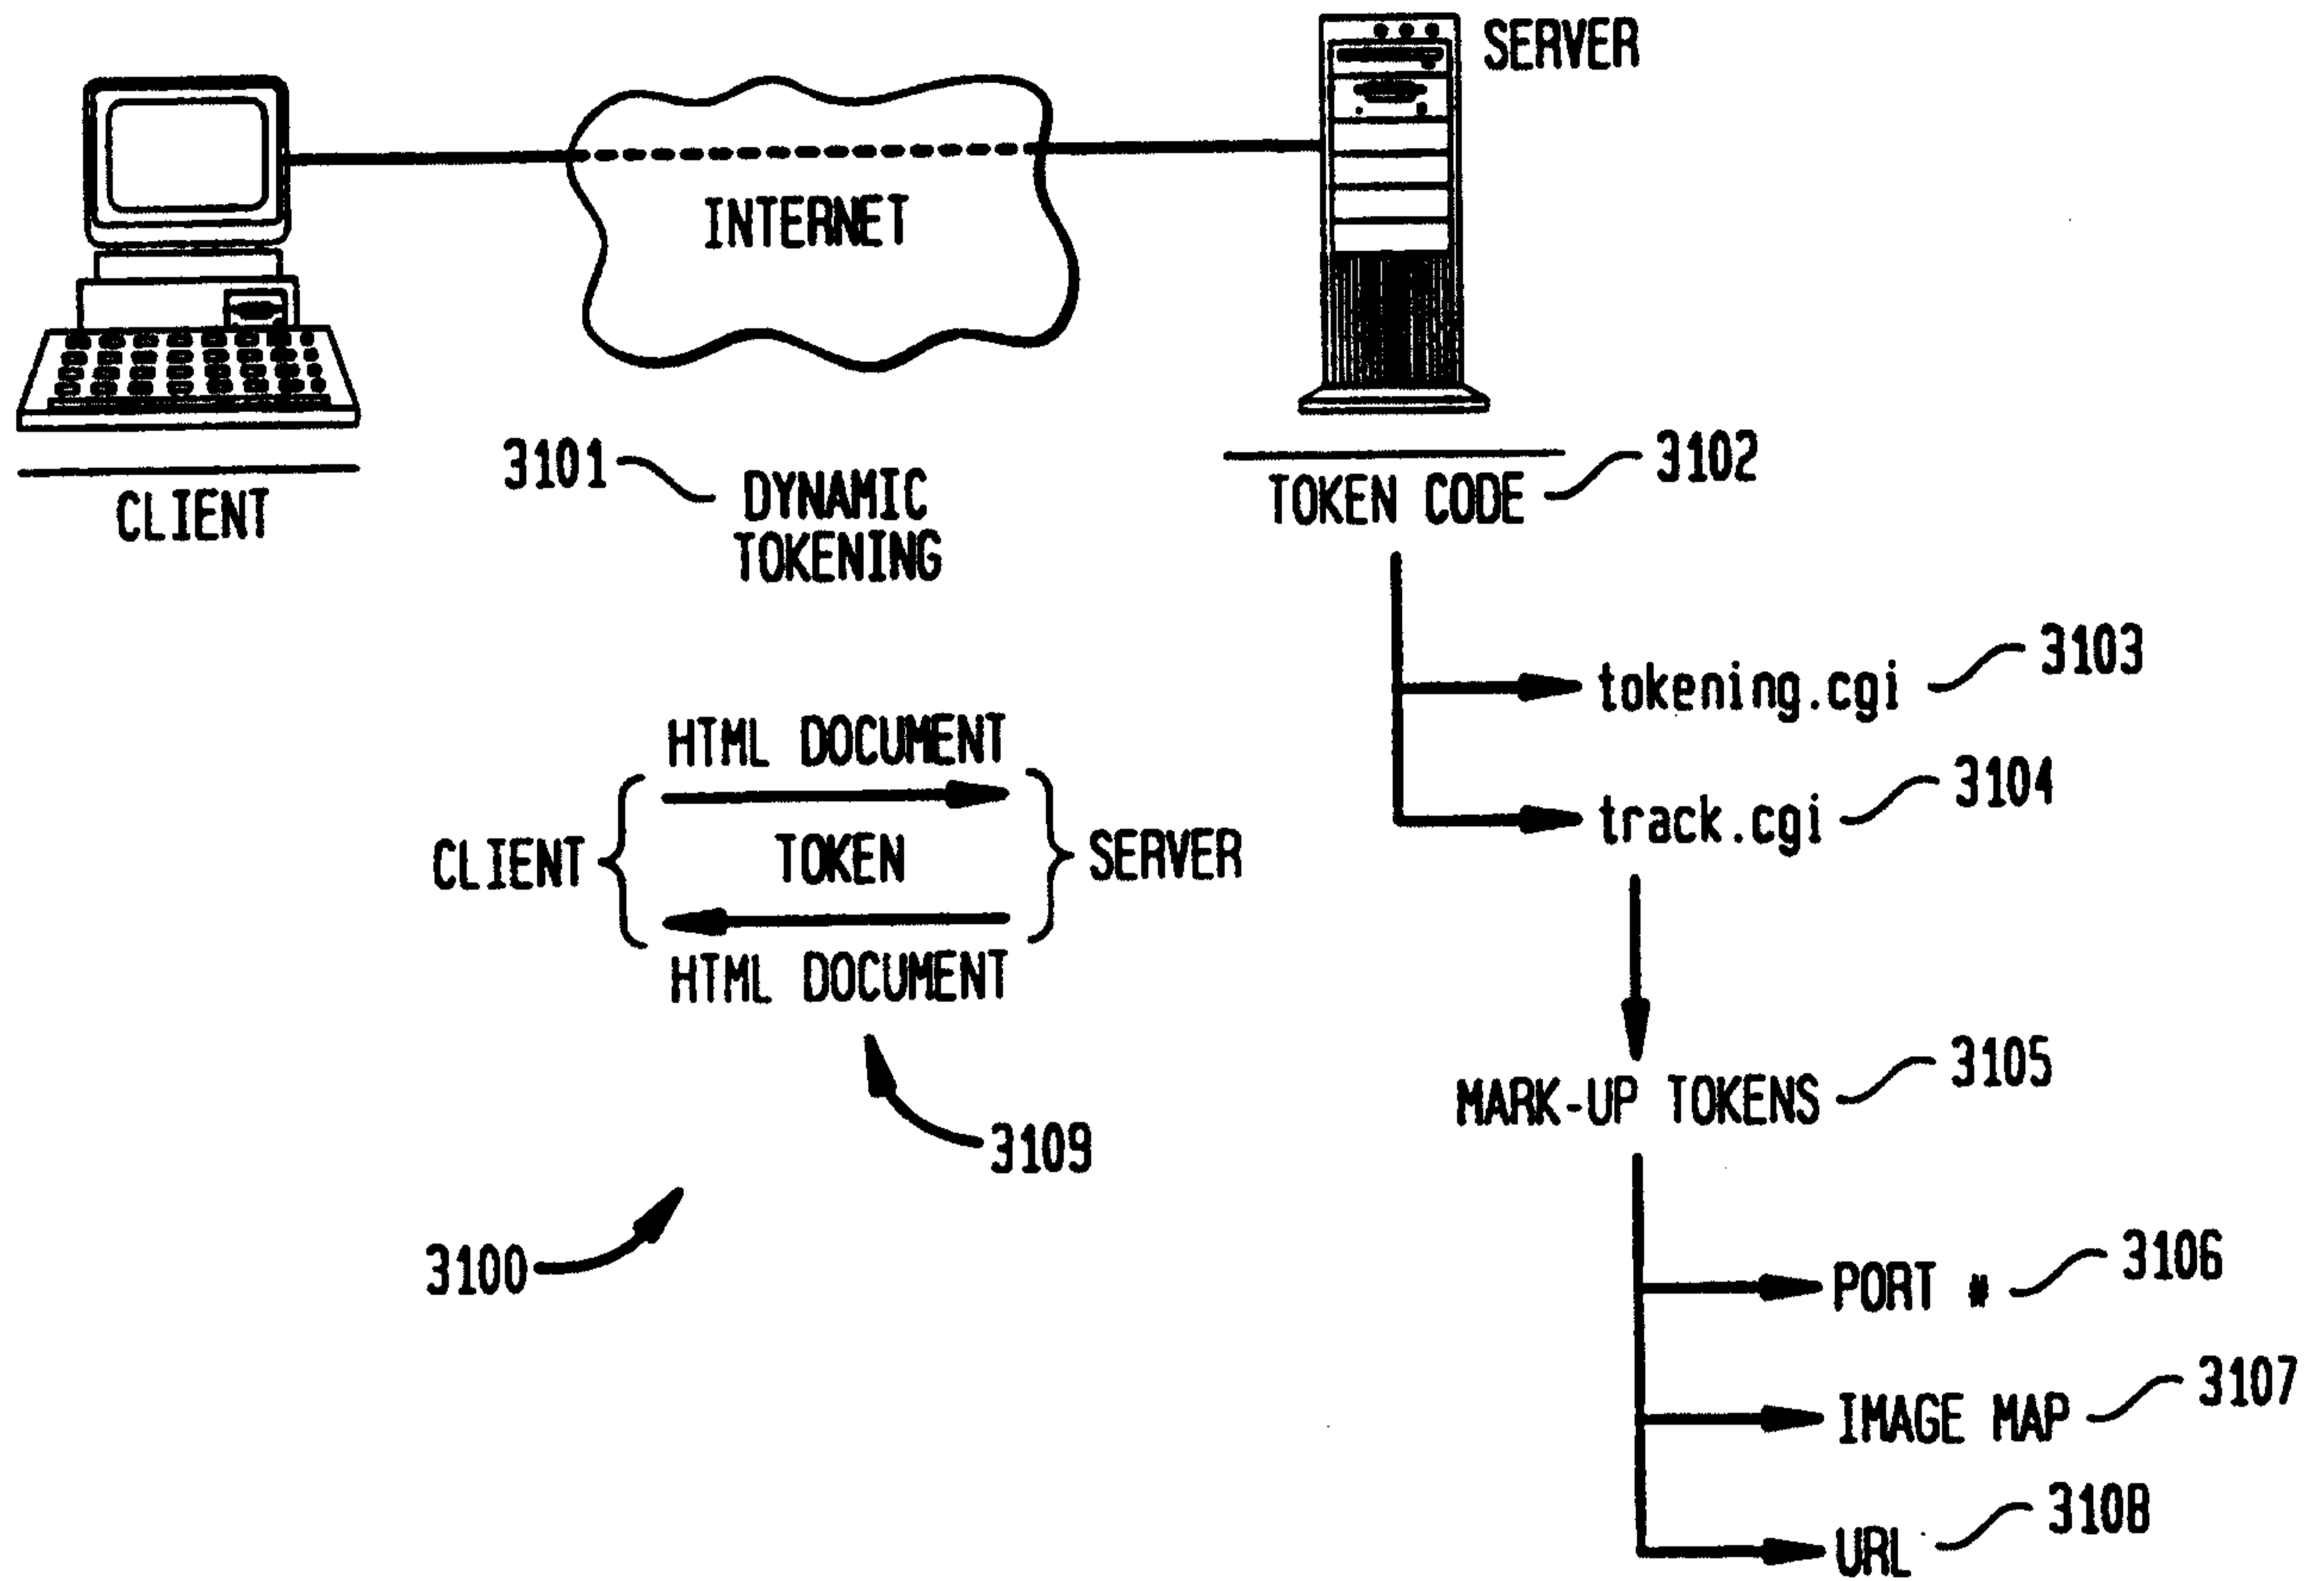 SERVER
INTERNET
3101
DYNAMIC
TOKENING
3102
TOKEN CODE
CLIENT
3103
tokening.cgi
HTML DOCUMENT
3104
track.cgi
CLIENT
TOKEN
SERVER
HTML DOCUMENT
3105
MARK-UP TOKENS
3109
3100
3106
PORT #
3107
IMAGE MAP
3108
URL